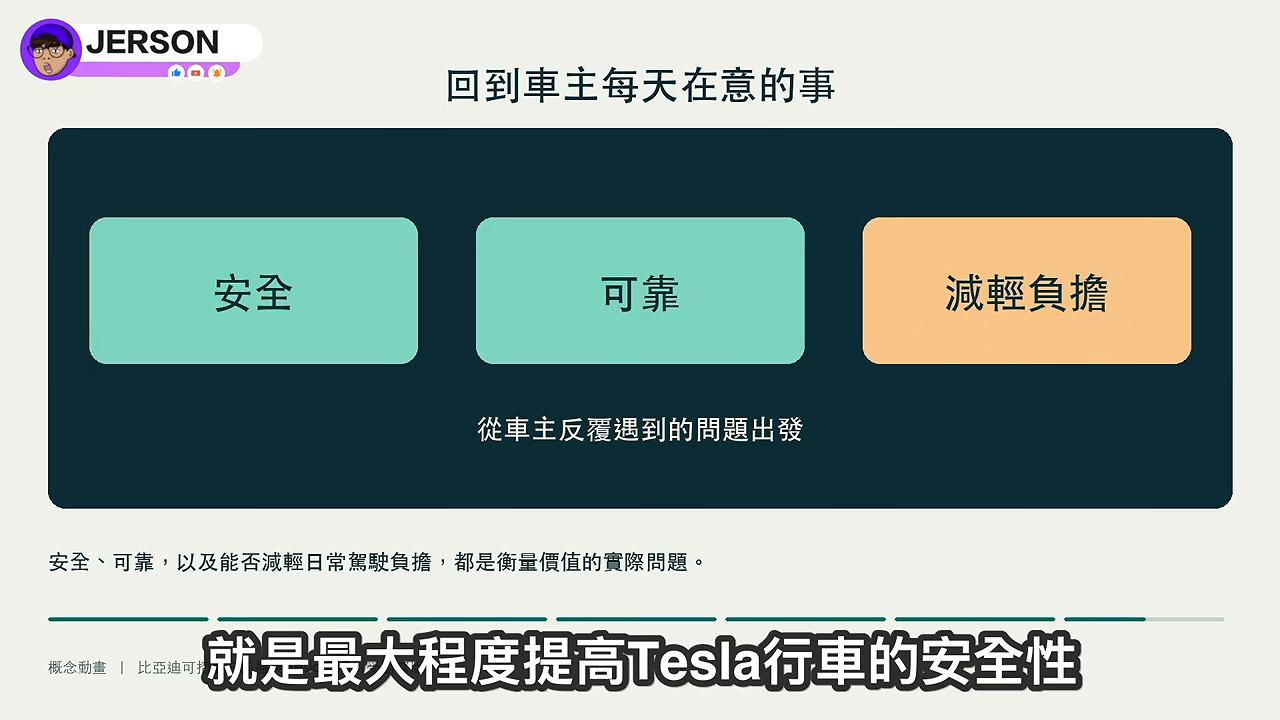 JERSON
回到車主每天在意的事
安全
可靠
減輕負擔
從車主反覆遇到的問題出發
安全、可靠，以及能否減輕日常駕駛負擔，都是衡量價值的實際問題。
概念動畫 | 比亞迪可
就是最大程度提高Tesla行車的安全性